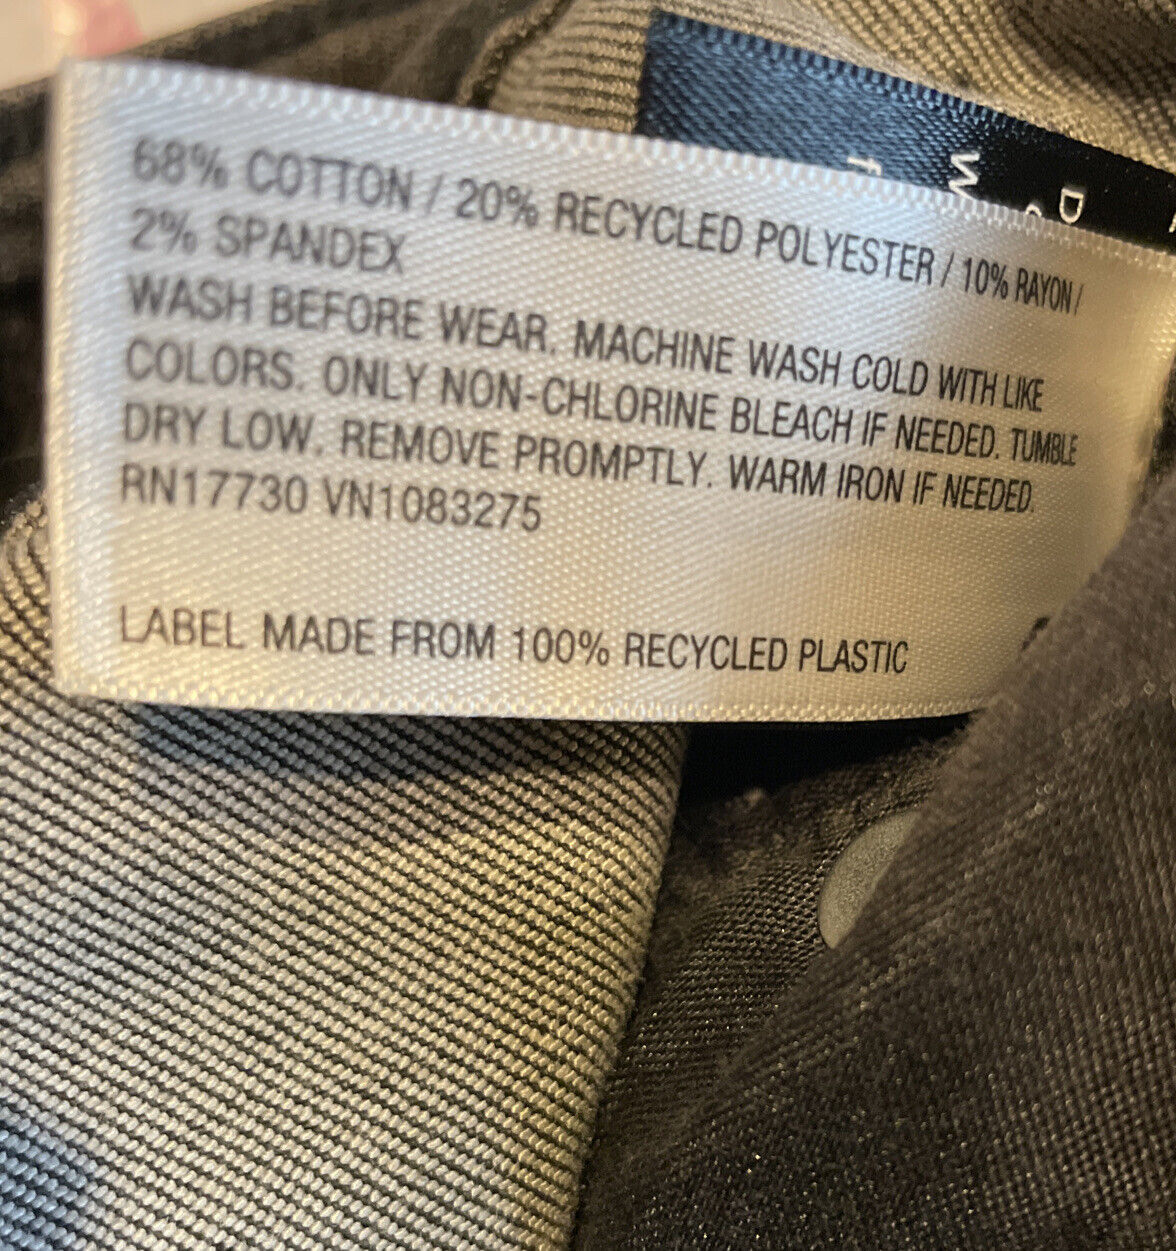 68% COTTON / 20% RECYCLED POLYESTER / 10% RAYON /
2% SPANDEX
WASH BEFORE WEAR. MACHINE WASH COLD WITH LIKE
COLORS. ONLY NON-CHLORINE BLEACH IF NEEDED. TUMBLE
DRY LOW. REMOVE PROMPTLY. WARM IRON IF NEEDED.
RN17730 VN1083275
LABEL MADE FROM 100% RECYCLED PLASTIC